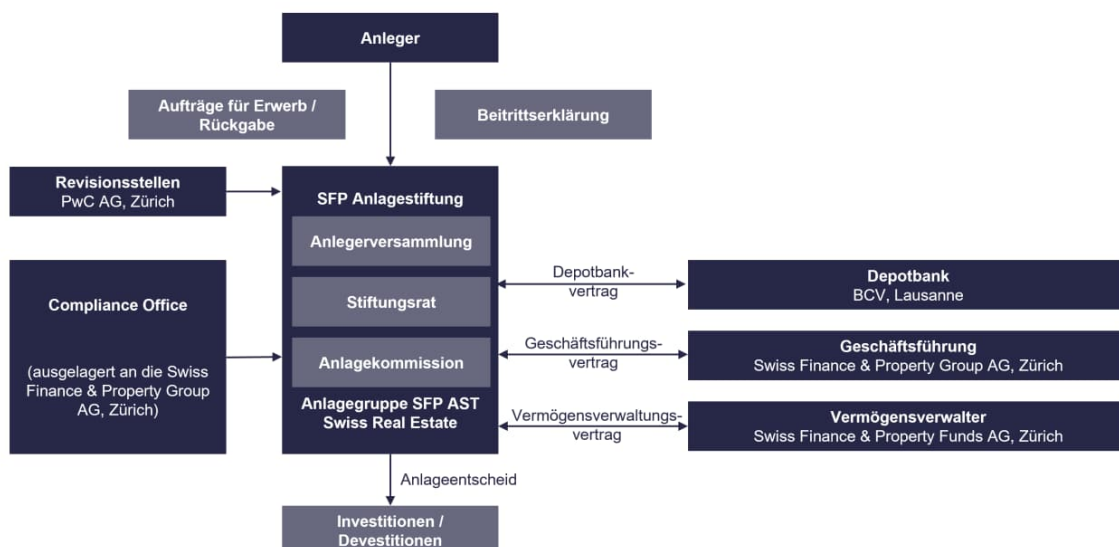 Anleger
Aufträge für Erwerb /
Rückgabe
Beitrittserklärung
Revisionsstellen
PwC AG, Zürich
SFP Anlagestiftung
Anlegerversammlung
Stiftungsrat
Anlagekommission
Anlagegruppe SFP AST
Swiss Real Estate
Compliance Office
(ausgelagert an die Swiss
Finance & Property Group
AG, Zürich)
Depotbank-
vertrag
Depotbank
BCV, Lausanne
Geschäftsführungs-
vertrag
Geschäftsführung
Swiss Finance & Property Group AG, Zürich
Vermögensverwaltungs-
vertrag
Vermögensverwalter
Swiss Finance & Property Funds AG, Zürich
Anlageentscheid
Investitionen /
Devestitionen